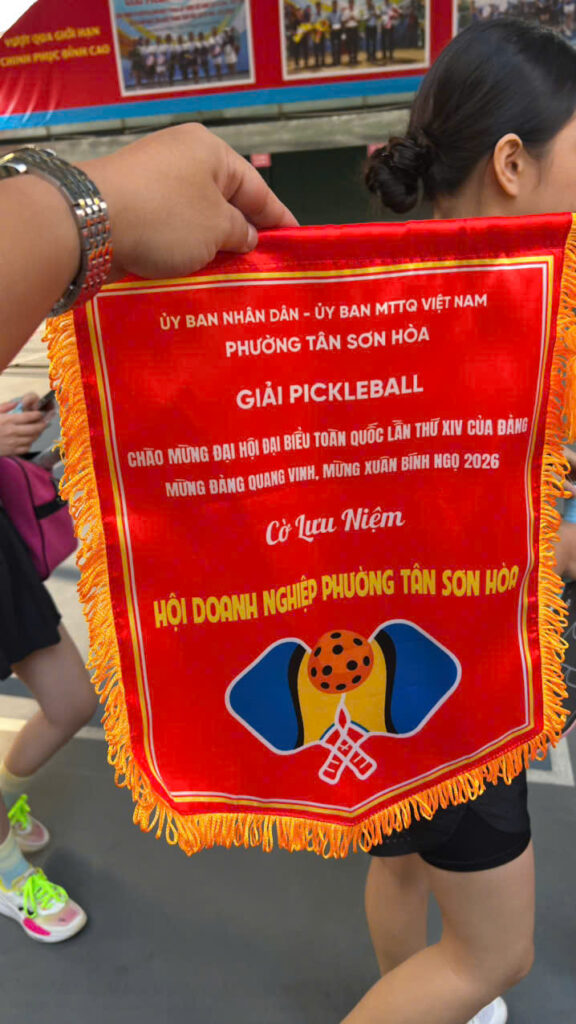 VƯỢT QUA GIỚI HẠN
CHINH PHỤC ĐỈNH CAO
ỦY BAN NHÂN DÂN - ỦY BAN MTTQ VIỆT NAM
PHƯỜNG TÂN SƠN HÒA
GIẢI PICKLEBALL
CHÀO MỪNG ĐẠI HỘI ĐẠI BIỂU TOÀN QUỐC LẦN THỨ XIV CỦA ĐẢNG
MỪNG ĐẢNG QUANG VINH, MỪNG XUÂN BÍNH NGỌ 2026
Cờ Lưu Niệm
HỘI DOANH NGHIỆP PHƯỜNG TÂN SƠN HÒA